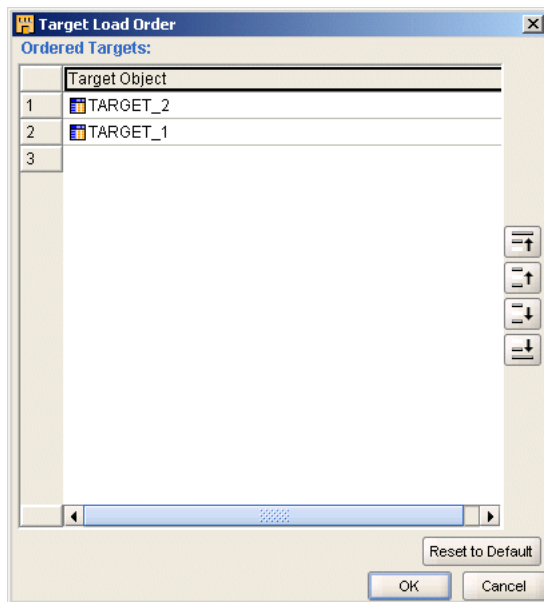 Target Load Order
Ordered Targets:
Target Object
1 TARGET_2
2 TARGET_1
3
Reset to Default
OK Cancel